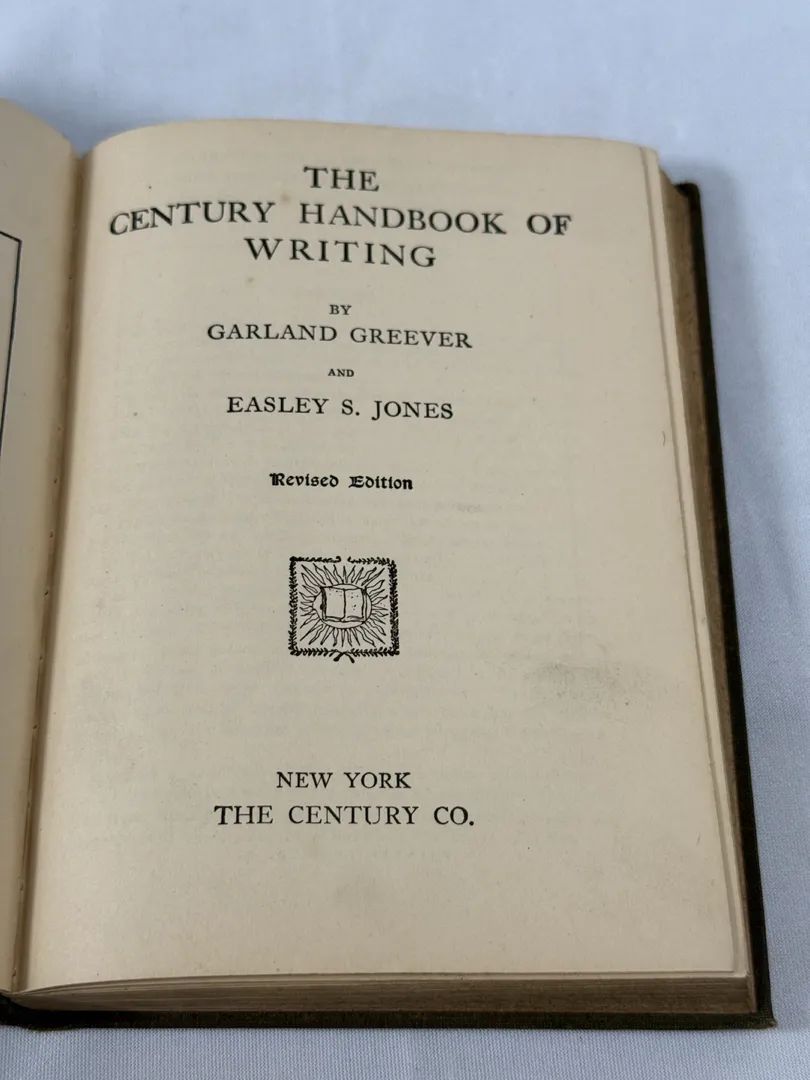 THE
CENTURY HANDBOOK OF
WRITING
BY
GARLAND GREEVER
AND
EASLEY S. JONES
Revised Edition
NEW YORK
THE CENTURY CO.